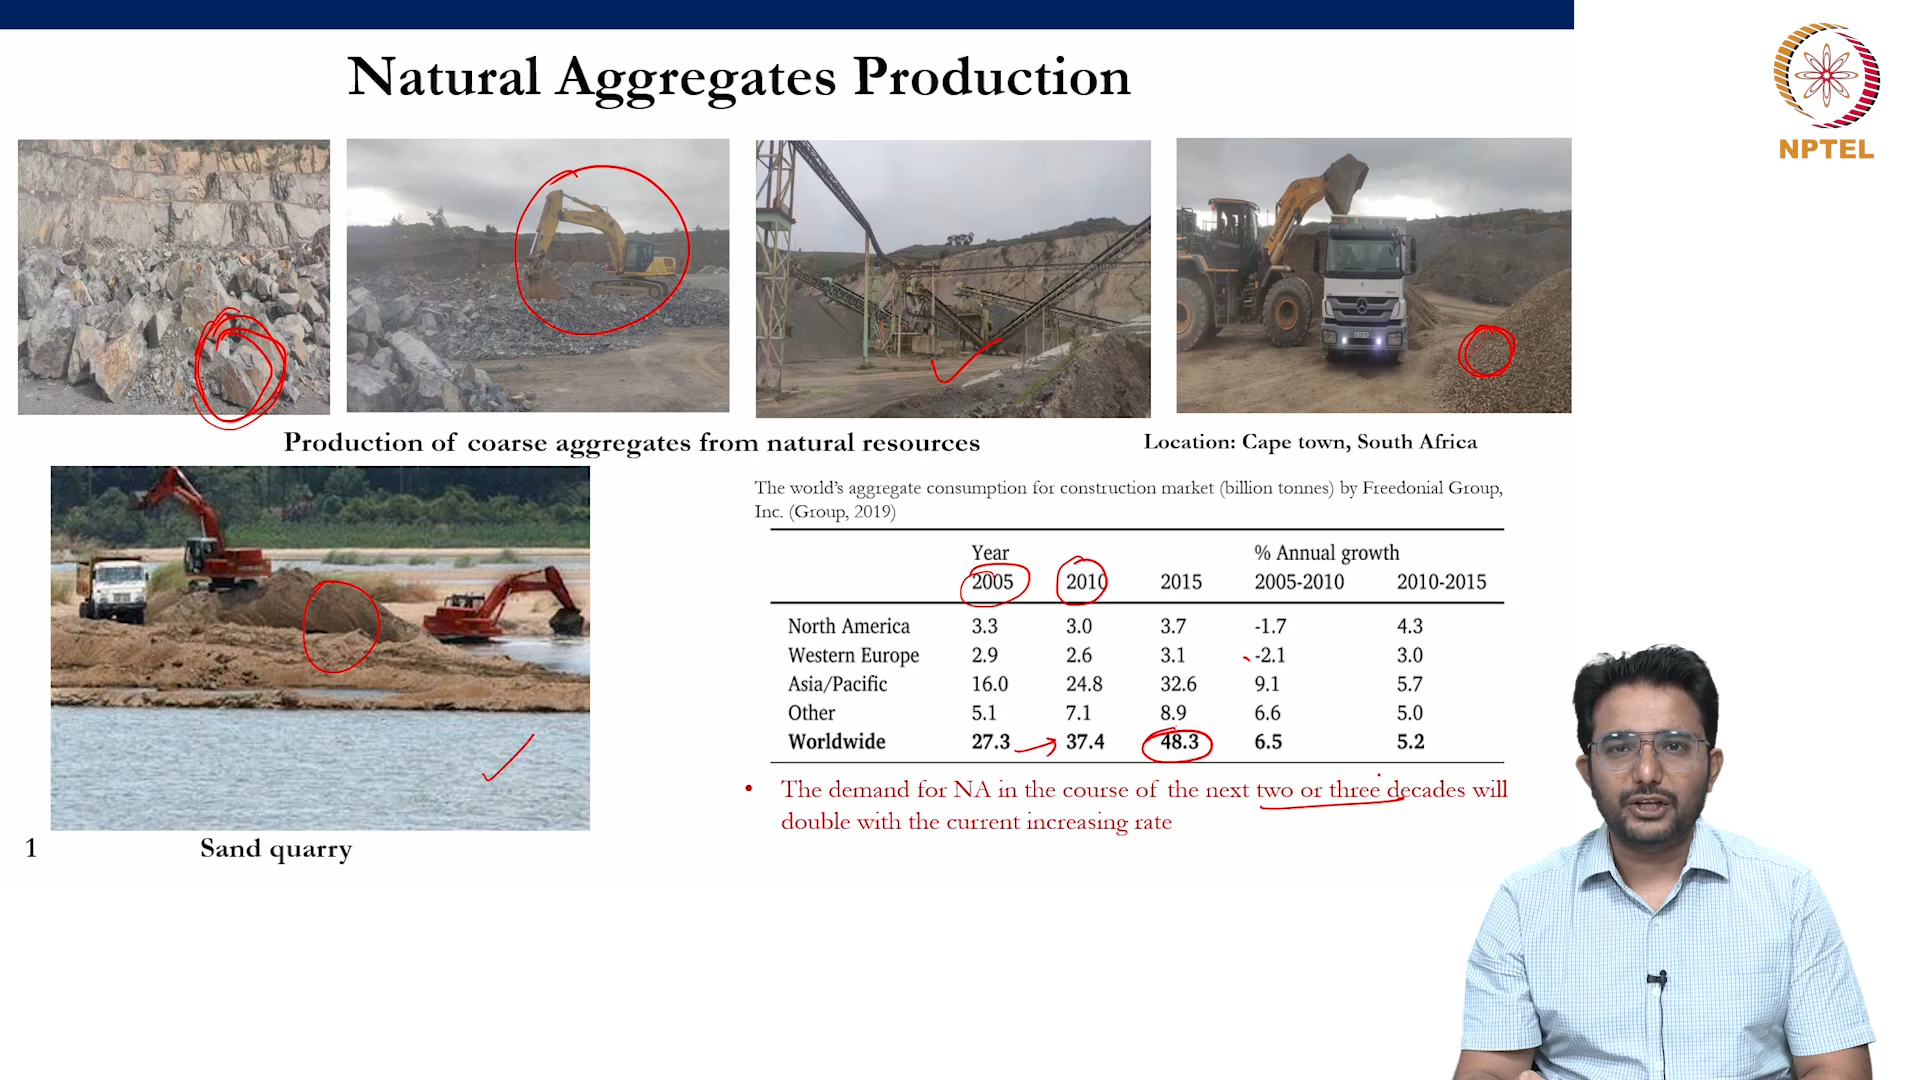 Natural Aggregates Production
NPTEL
Production of coarse aggregates from natural resources
Location: Cape town, South Africa
The world's aggregate consumption for construction market (billion tonnes) by Freedonial Group,
Inc. (Group, 2019)
Year % Annual growth
2005 2010 2015 2005-2010 2010-2015
North America 3.3 3.0 3.7 -1.7 4.3
Western Europe 2.9 2.6 3.1 -2.1 3.0
Asia/Pacific 16.0 24.8 32.6 9.1 5.7
Other 5.1 7.1 8.9 6.6 5.0
Worldwide 27.3 37.4 48.3 6.5 5.2
• The demand for NA in the course of the next two or three decades will
double with the current increasing rate
1
Sand quarry